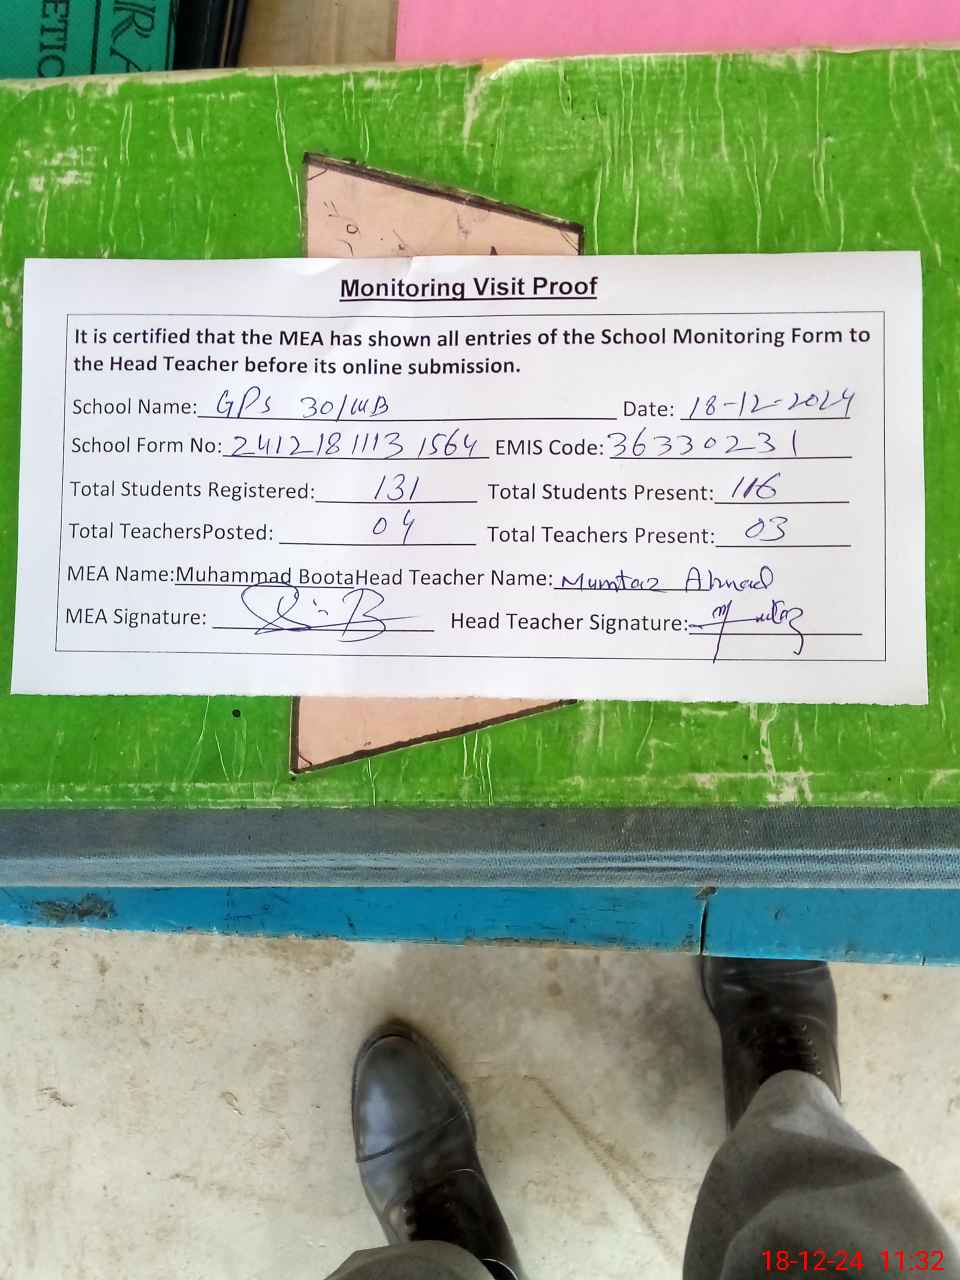 Monitoring Visit Proof
It is certified that the MEA has shown all entries of the School Monitoring Form to
the Head Teacher before its online submission.
School Name: GPS 30/WB Date: 18-12-2024
School Form No: 2412181113 1564 EMIS Code: 36330231
Total Students Registered: 131 Total Students Present: 116
Total TeachersPosted: 04 Total Teachers Present: 03
MEA Name:Muhammad BootaHead Teacher Name: Mumtaz Ahmad
MEA Signature: Head Teacher Signature: Mumtaz
18-12-24 11:32